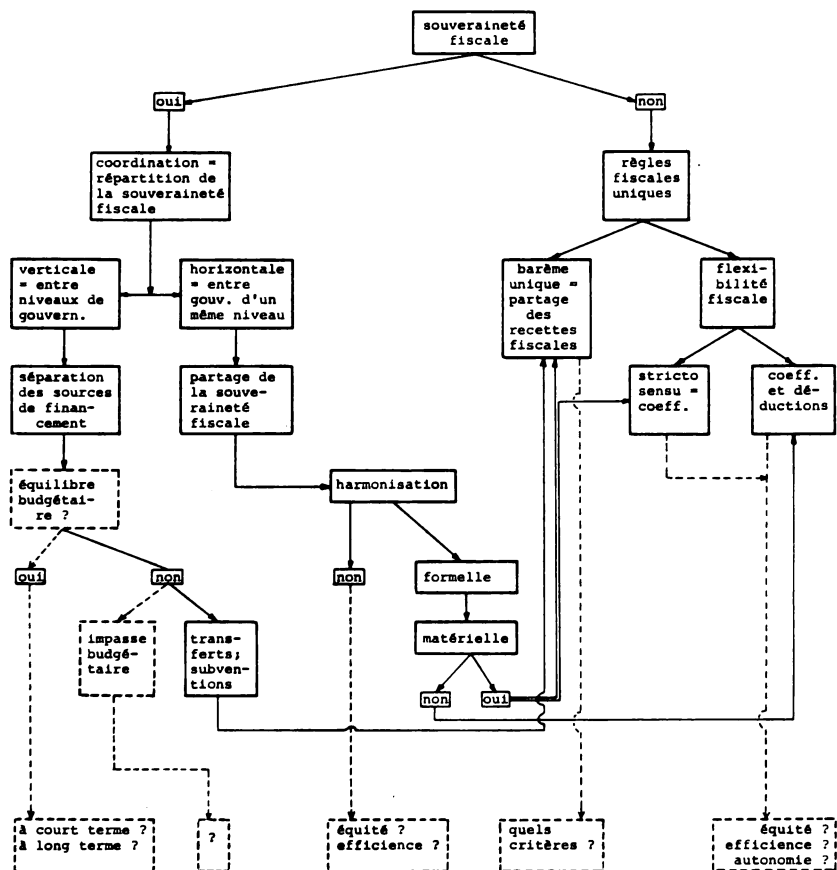 souveraineté
fiscale
oui
non
coordination =
répartition de
la souveraineté
fiscale
règles
fiscales
uniques
verticale
= entre
niveaux de
gouvern.
horizontale
= entre
gouv. d'un
même niveau
barème
unique =
partage
des
recettes
fiscales
flexi-
bilité
fiscale
séparation
des sources
de finan-
cement
partage de
la souve-
raineté
fiscale
stricto
sensu =
coeff.
coeff.
et dé-
ductions
équilibre
budgétai-
re ?
harmonisation
oui
non
non
formelle
impasse
budgé-
taire
trans-
ferts;
subven-
tions
matérielle
non
oui
à court terme ?
à long terme ?
?
équité ?
efficience ?
quels
critères ?
équité ?
efficience ?
autonomie ?